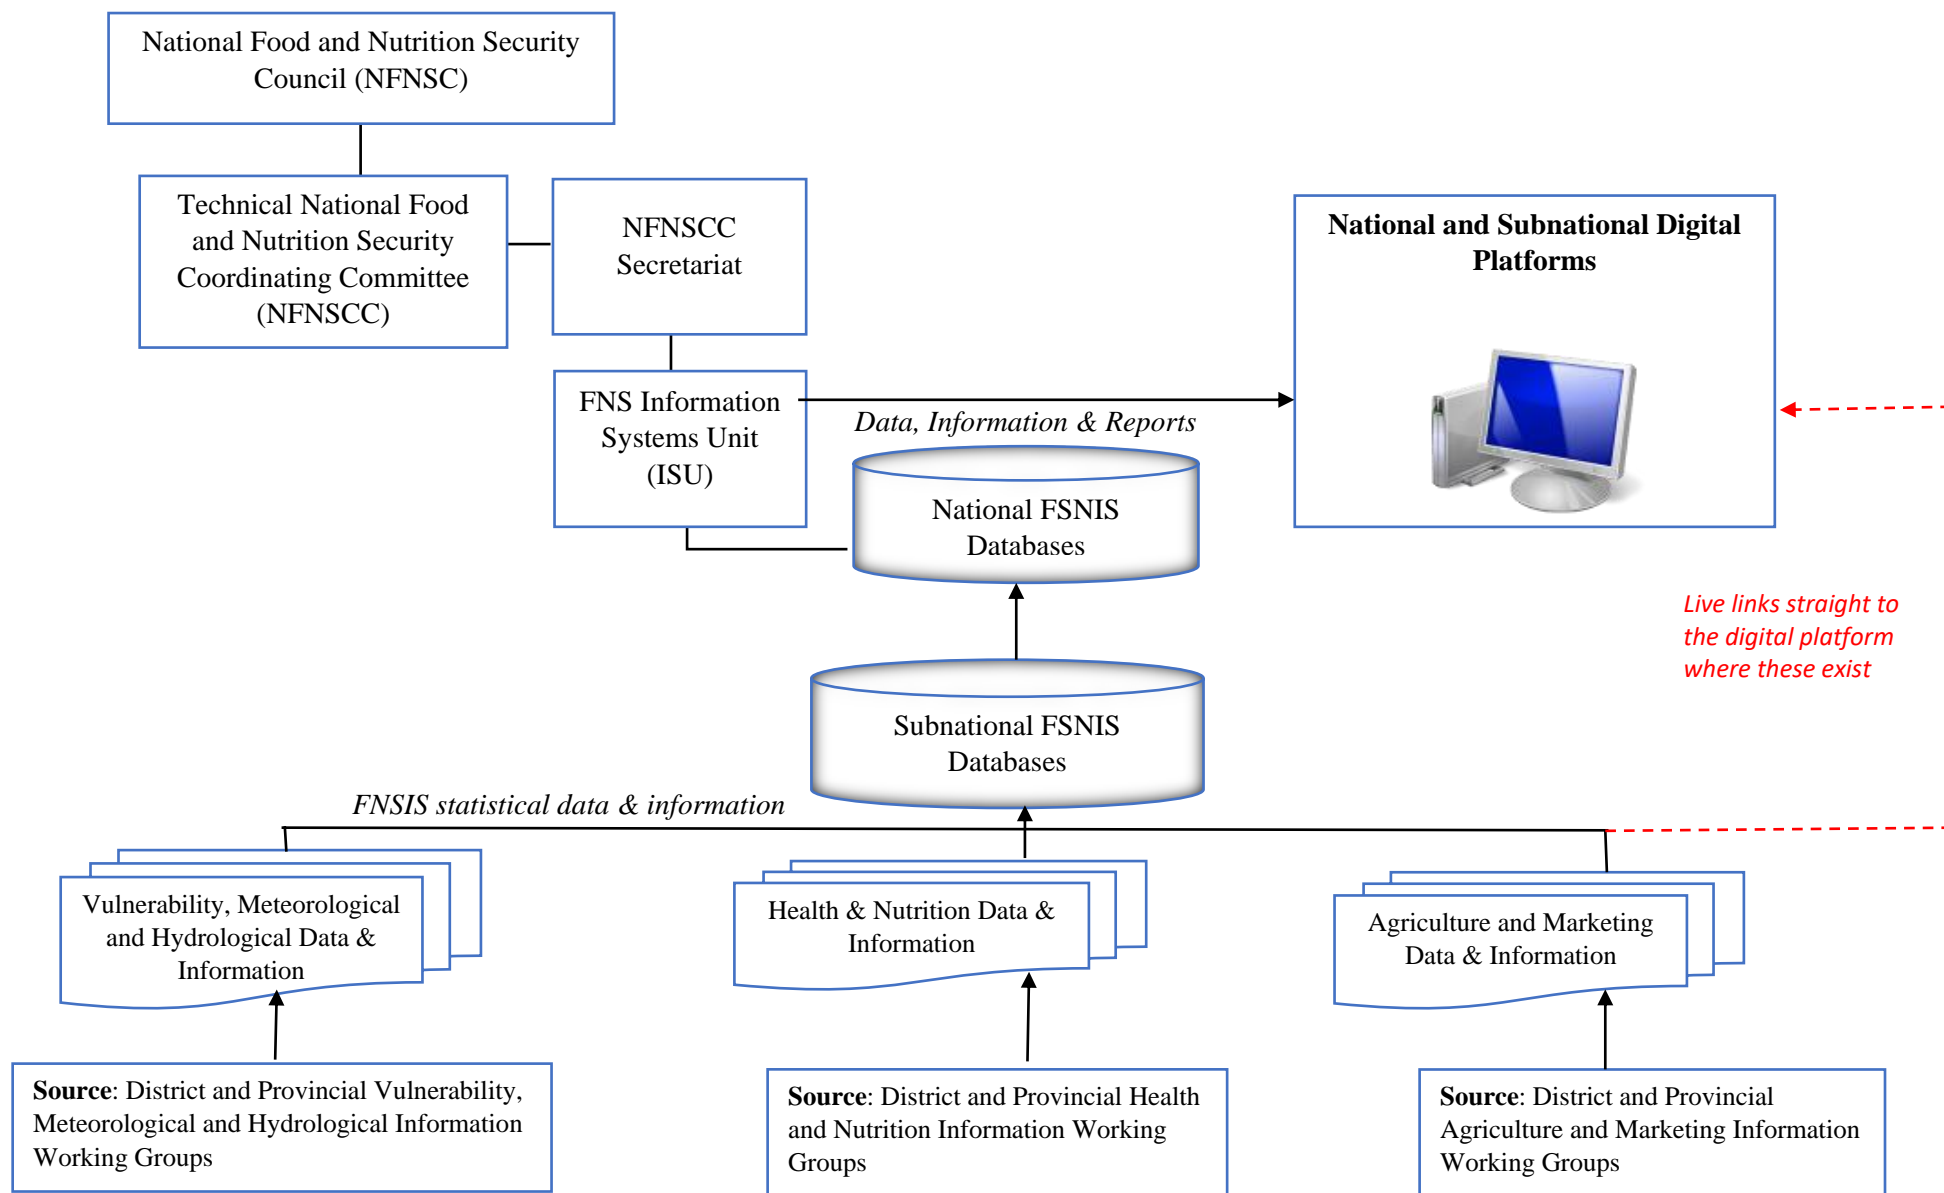 National Food and Nutrition Security
Council (NFNSC)
Technical National Food
and Nutrition Security
Coordinating Committee
(NFNSCC)
NFNSCC
Secretariat
National and Subnational Digital
Platforms
FNS Information
Systems Unit
(ISU)
Data, Information & Reports
National FSNIS
Databases
Live links straight to
the digital platform
where these exist
Subnational FSNIS
Databases
FNSIS statistical data & information
Vulnerability, Meteorological
and Hydrological Data &
Information
Health & Nutrition Data &
Information
Agriculture and Marketing
Data & Information
Source: District and Provincial Vulnerability,
Meteorological and Hydrological Information
Working Groups
Source: District and Provincial Health
and Nutrition Information Working
Groups
Source: District and Provincial
Agriculture and Marketing Information
Working Groups